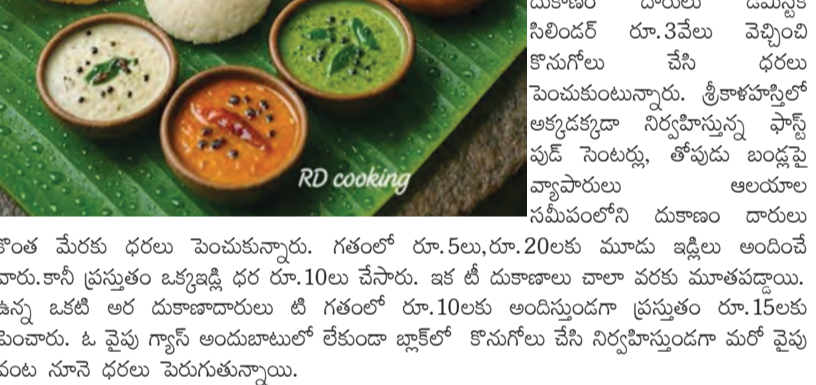 దుకాణం దారులు డమస్టిక్
సిలిండర్ రూ.3వేలు వెచ్చించి
కొనుగోలు చేసి ధరలు
పెంచుకుంటున్నారు. శ్రీకాళహస్తిలో
అక్కడక్కడా నిర్వహిస్తున్న ఫాస్ట్
పుడ్ సెంటర్లు, తోపుడు బండ్లపై
వ్యాపారులు ఆలయాల
సమీపంలోని దుకాణం దారులు
RD cooking
కొంత మేరకు ధరలు పెంచుకున్నారు. గతంలో రూ.5లు,రూ.20లకు మూడు ఇడ్లీలు అందించే
వారు.కానీ ప్రస్తుతం ఒక్కఇడ్లి ధర రూ.10లు చేసారు. ఇక టీ దుకాణాలు చాలా వరకు మూతపడ్డాయి.
ఉన్న ఒకటి అర దుకాణాదారులు టి గతంలో రూ.10లకు అందిస్తుండగా ప్రస్తుతం రూ.15లకు
పెంచారు. ఓ వైపు గ్యాస్ అందుబాటులో లేకుండా బ్లాక్‌లో కొనుగోలు చేసి నిర్వహిస్తుండగా మరో వైపు
వంట నూనె ధరలు పెరుగుతున్నాయి.